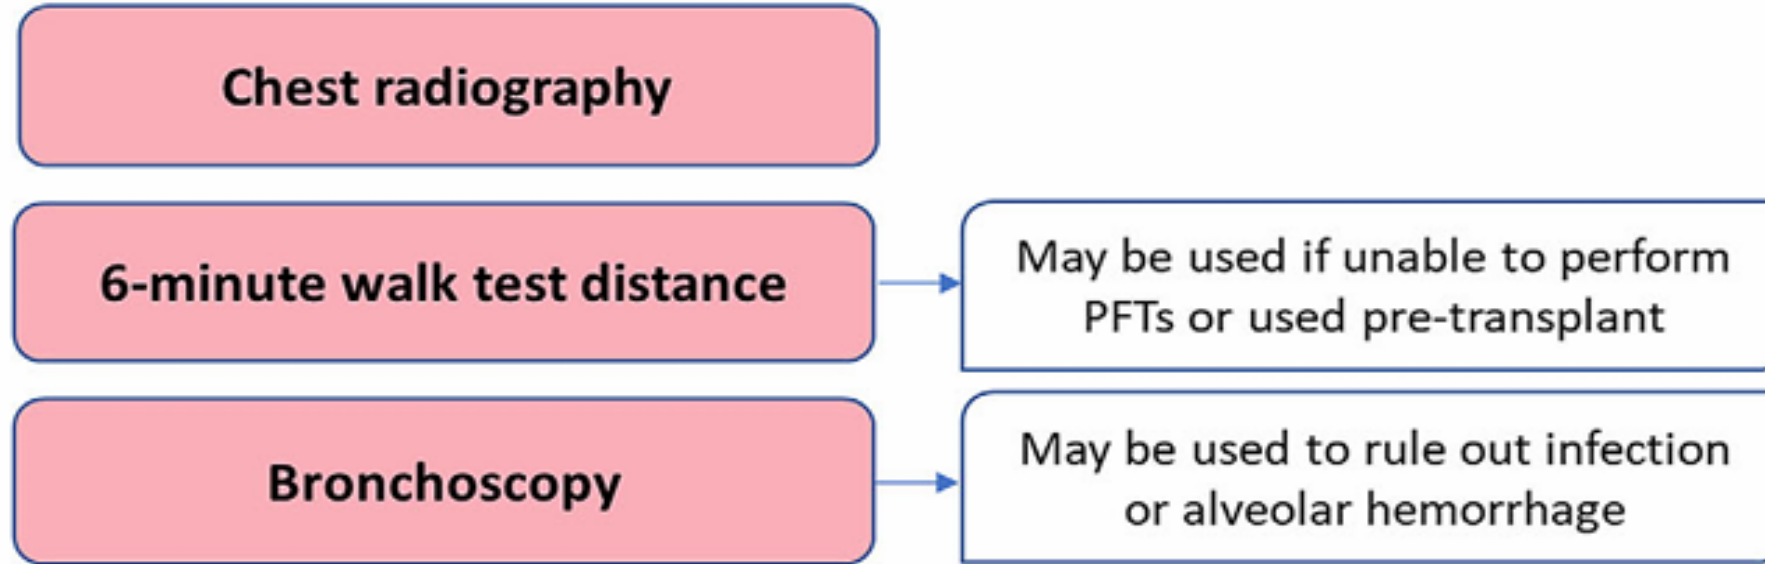 Chest radiography
6-minute walk test distance
May be used if unable to perform
PFTs or used pre-transplant
Bronchoscopy
May be used to rule out infection
or alveolar hemorrhage